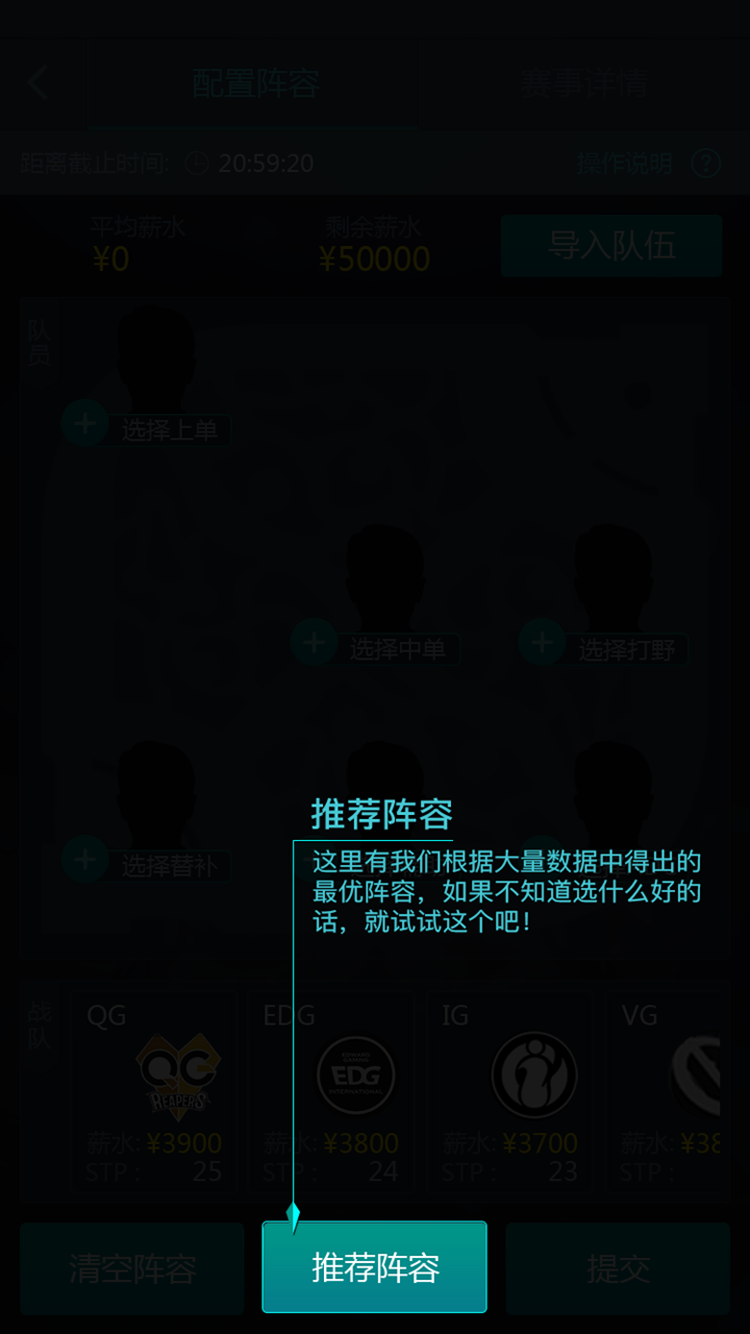 配置阵容
赛事详情
距离截止时间: 20:59:20
操作说明 ?
平均薪水
¥0
剩余薪水
¥50000
导入队伍
队员
选择上单
选择中单
选择打野
选择替补
推荐阵容
这里有我们根据大量数据中得出的
最优阵容，如果不知道选什么好的
话，就试试这个吧！
战队
QG
QG
REAPERS
薪水: ¥3900
STP : 25
EDG
EDWARD
GAMING
EDG
INTERNATIONAL
薪水: ¥3800
STP : 24
IG
薪水: ¥3700
STP : 23
VG
薪水: ¥38
STP :
清空阵容
推荐阵容
提交